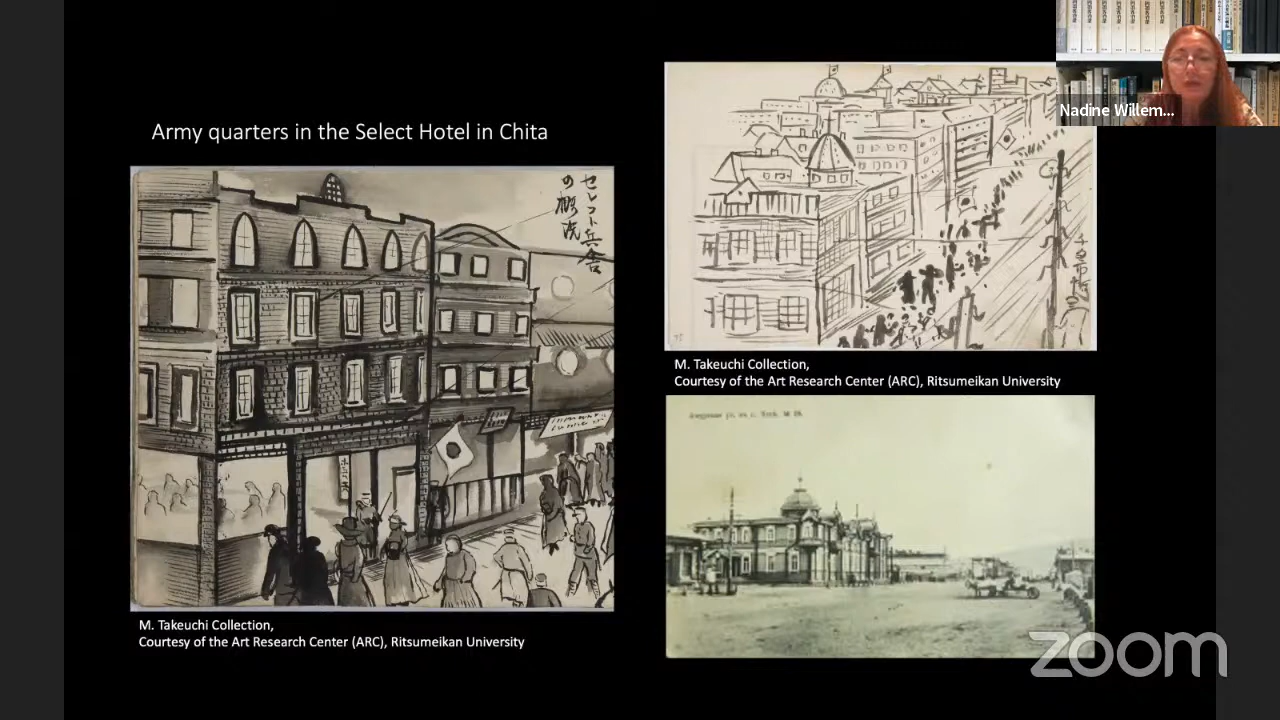 Army quarters in the Select Hotel in Chita
セレクト兵舎
の概況
M. Takeuchi Collection,
Courtesy of the Art Research Center (ARC), Ritsumeikan University
M. Takeuchi Collection,
Courtesy of the Art Research Center (ARC), Ritsumeikan University
Nadine Willem...
zoom